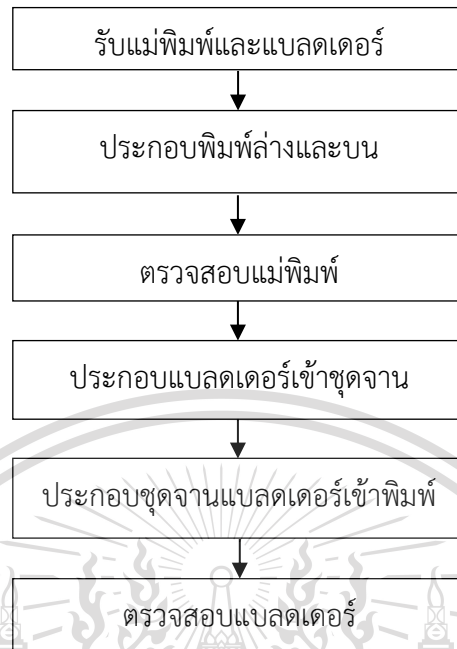 รับแม่พิมพ์และแบลดเดอร์
ประกอบพิมพ์ล่างและบน
ตรวจสอบแม่พิมพ์
ประกอบแบลดเดอร์เข้าชุดจาน
ประกอบชุดจานแบลดเดอร์เข้าพิมพ์
ตรวจสอบแบลดเดอร์